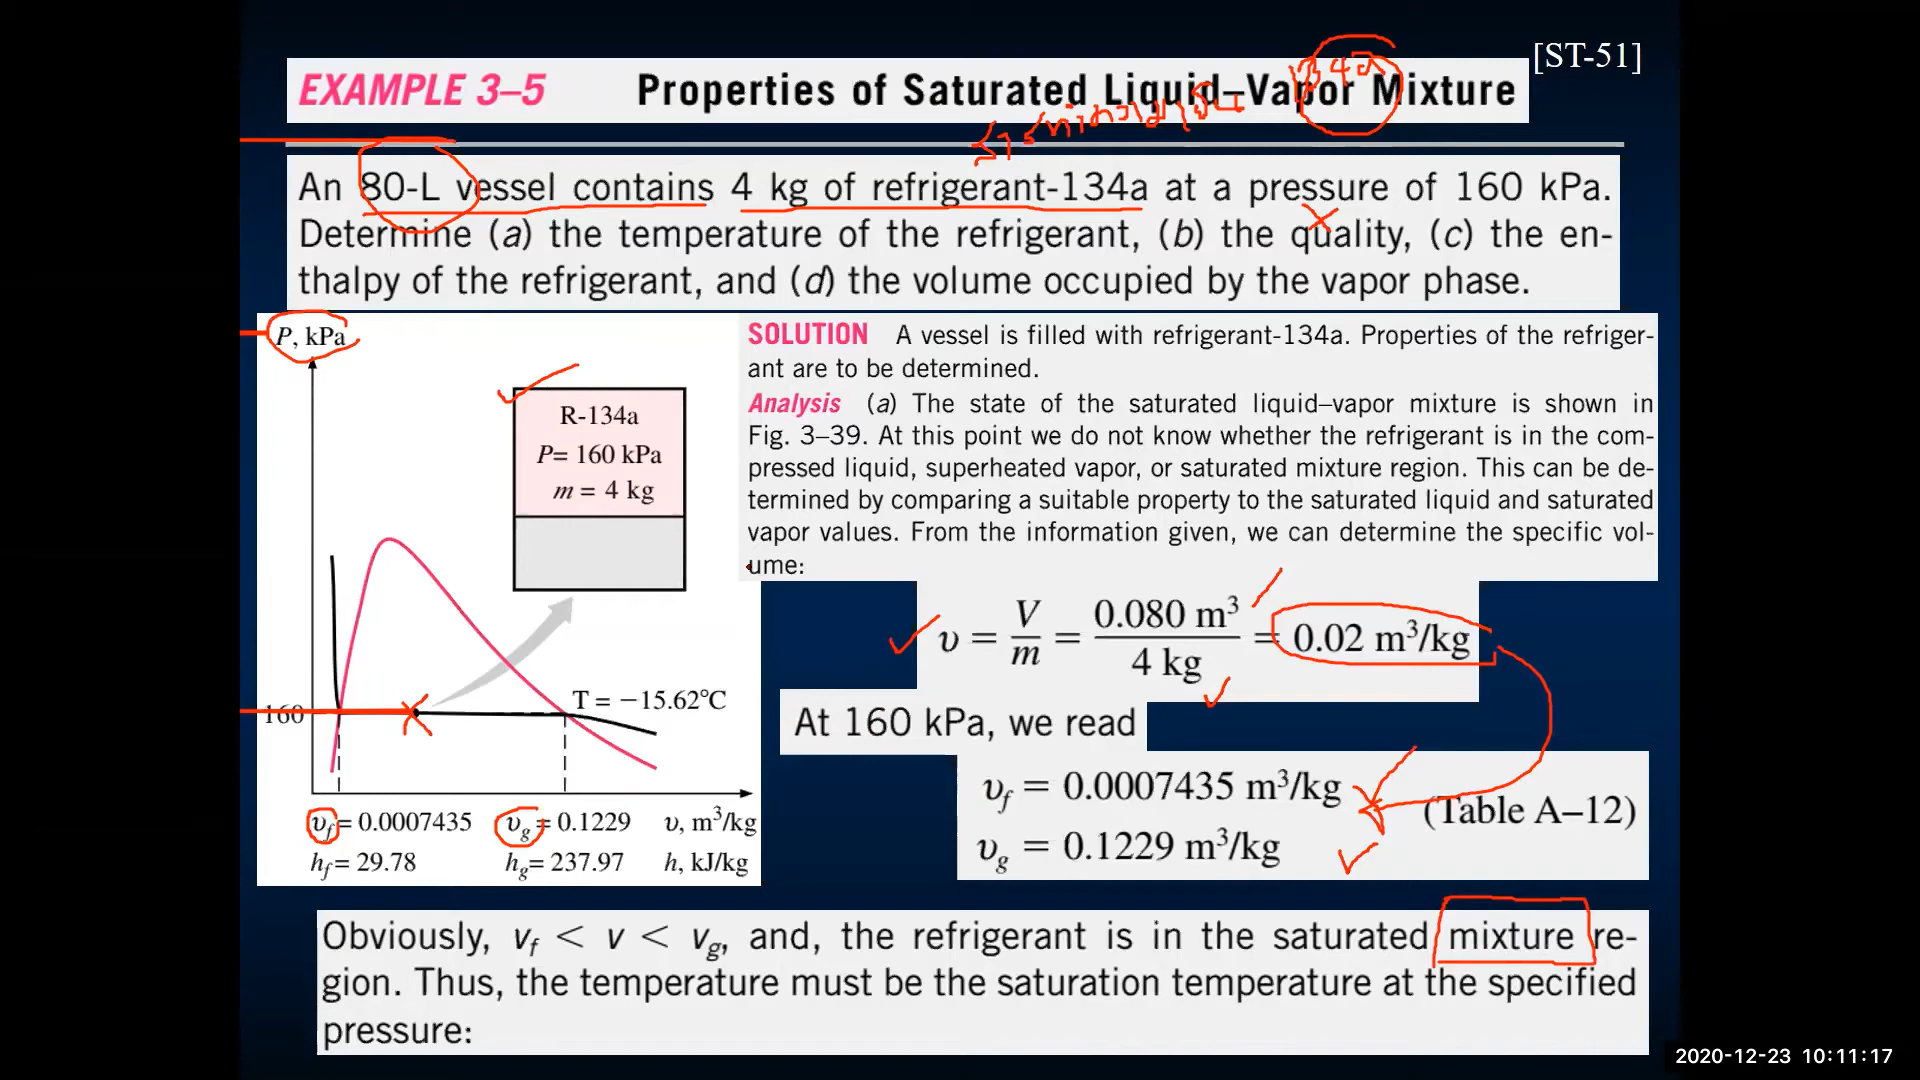 [ST-51]
EXAMPLE 3–5 Properties of Saturated Liquid–Vapor Mixture
An 80-L vessel contains 4 kg of refrigerant-134a at a pressure of 160 kPa.
Determine (a) the temperature of the refrigerant, (b) the quality, (c) the en-
thalpy of the refrigerant, and (d) the volume occupied by the vapor phase.
P, kPa
R-134a
P= 160 kPa
m = 4 kg
T = −15.62°C
160
υf = 0.0007435 υg = 0.1229 υ, m³/kg
hf = 29.78 hg= 237.97 h, kJ/kg
SOLUTION A vessel is filled with refrigerant-134a. Properties of the refriger-
ant are to be determined.
Analysis (a) The state of the saturated liquid–vapor mixture is shown in
Fig. 3–39. At this point we do not know whether the refrigerant is in the com-
pressed liquid, superheated vapor, or saturated mixture region. This can be de-
termined by comparing a suitable property to the saturated liquid and saturated
vapor values. From the information given, we can determine the specific vol-
ume:
υ = V/m = 0.080 m³/4 kg = 0.02 m³/kg
At 160 kPa, we read
υf = 0.0007435 m³/kg
υg = 0.1229 m³/kg
(Table A–12)
Obviously, vf < v < vg, and, the refrigerant is in the saturated mixture re-
gion. Thus, the temperature must be the saturation temperature at the specified
pressure:
2020-12-23 10:11:17